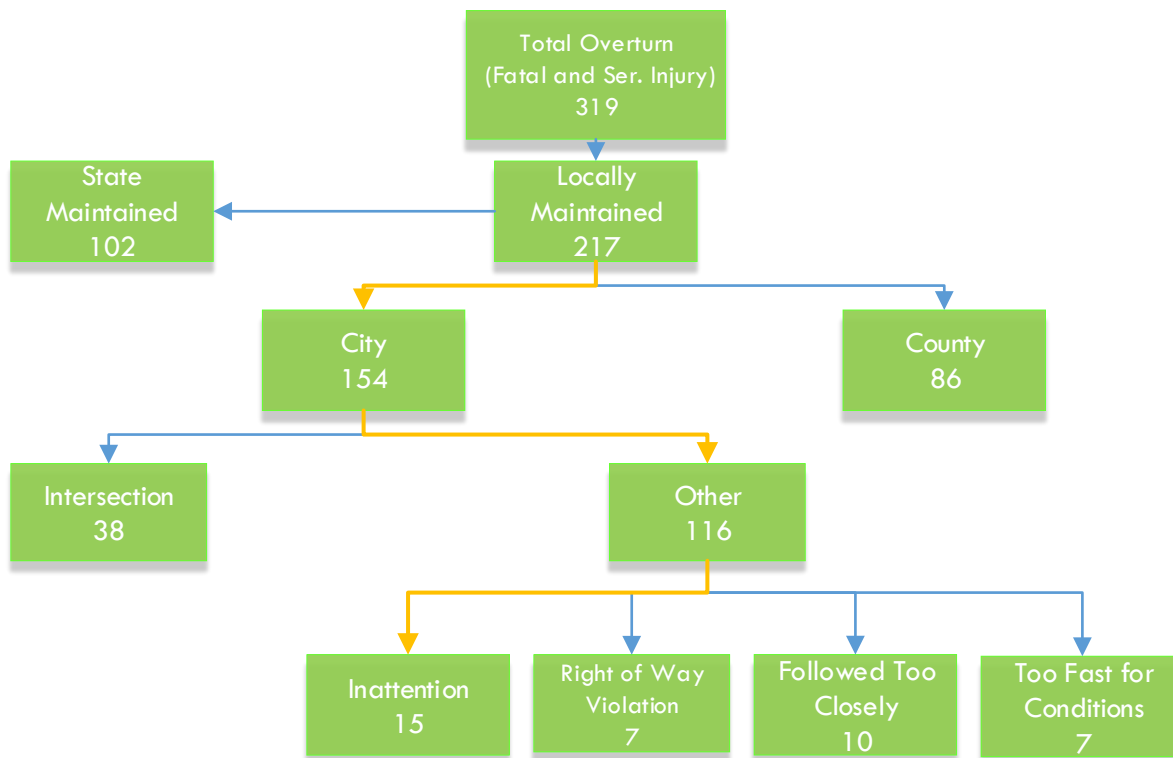 Total Overturn
(Fatal and Ser. Injury)
319
State
Maintained
102
Locally
Maintained
217
City
154
County
86
Intersection
38
Other
116
Inattention
15
Right of Way
Violation
7
Followed Too
Closely
10
Too Fast for
Conditions
7